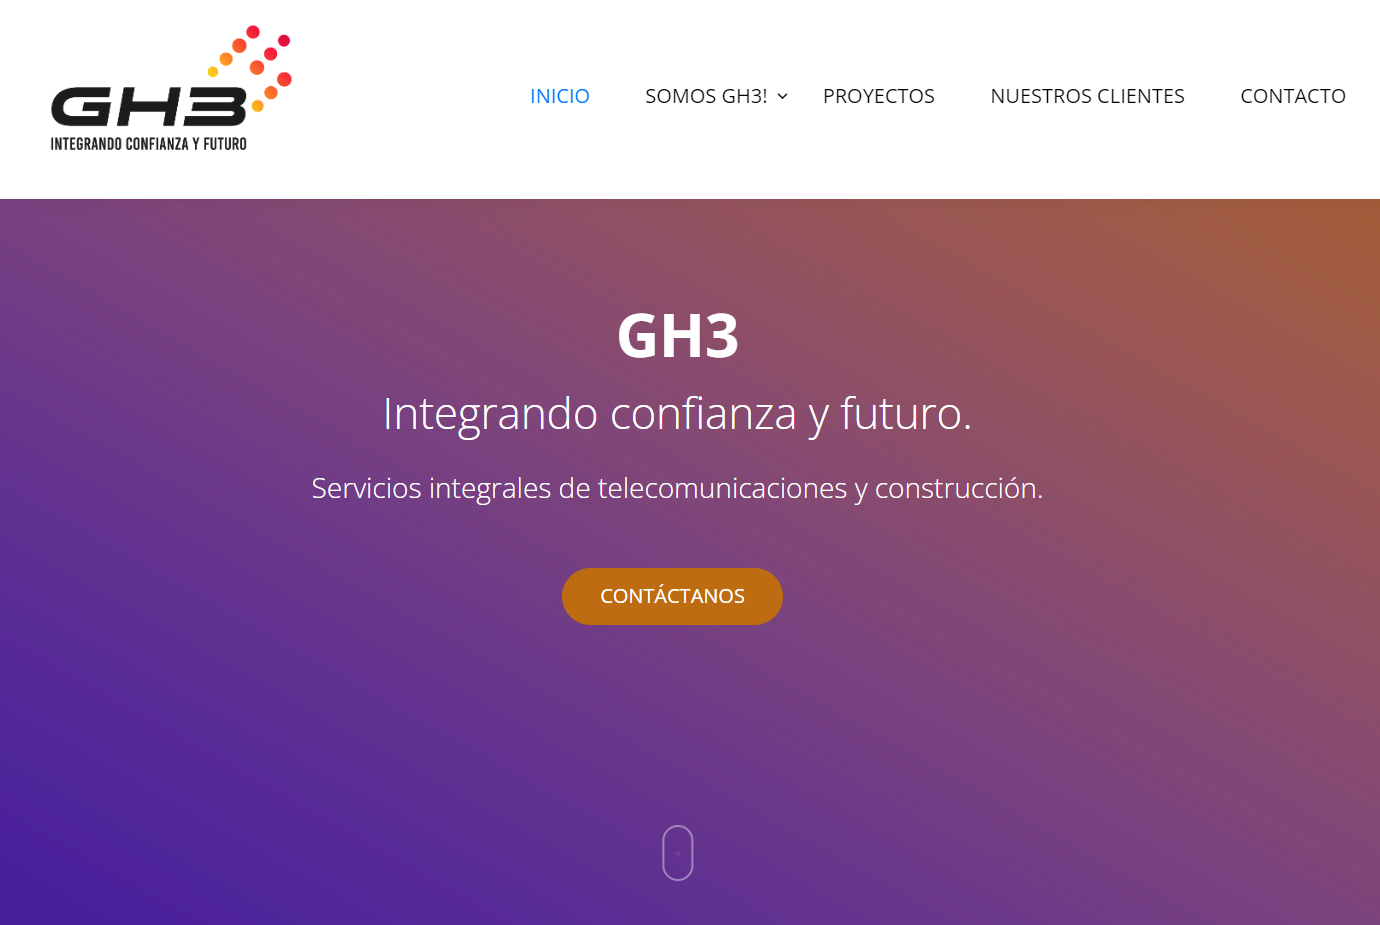 GH3
INTEGRANDO CONFIANZA Y FUTURO
INICIO
SOMOS GH3!
PROYECTOS
NUESTROS CLIENTES
CONTACTO
GH3
Integrando confianza y futuro.
Servicios integrales de telecomunicaciones y construcción.
CONTÁCTANOS